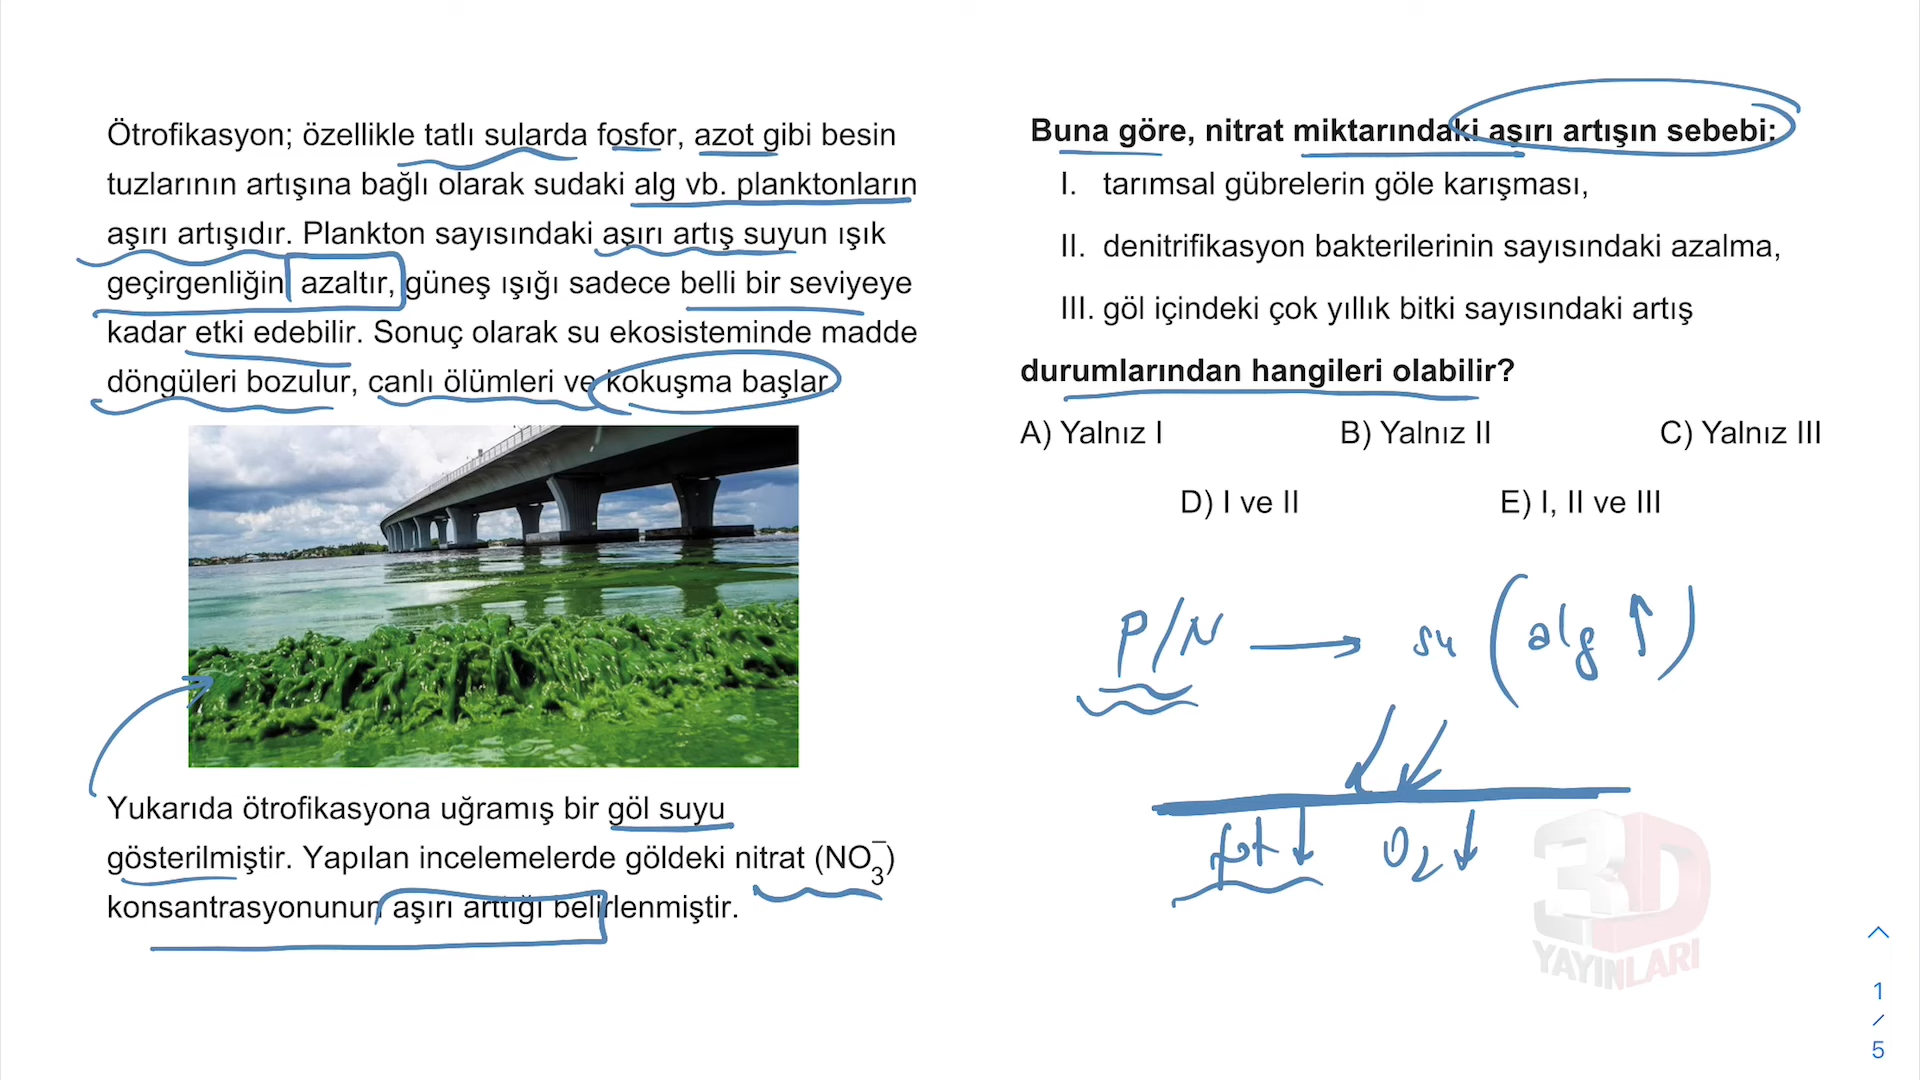 Ötrofikasyon; özellikle tatlı sularda fosfor, azot gibi besin
tuzlarının artışına bağlı olarak sudaki alg vb. planktonların
aşırı artışıdır. Plankton sayısındaki aşırı artış suyun ışık
geçirgenliğin azaltır, güneş ışığı sadece belli bir seviyeye
kadar etki edebilir. Sonuç olarak su ekosisteminde madde
döngüleri bozulur, canlı ölümleri ve kokuşma başlar.
Yukarıda ötrofikasyona uğramış bir göl suyu
gösterilmiştir. Yapılan incelemelerde göldeki nitrat (NO₃⁻)
konsantrasyonunun aşırı arttığı belirlenmiştir.
Buna göre, nitrat miktarındaki aşırı artışın sebebi;
I. tarımsal gübrelerin göle karışması,
II. denitrifikasyon bakterilerinin sayısındaki azalma,
III. göl içindeki çok yıllık bitki sayısındaki artış
durumlarından hangileri olabilir?
A) Yalnız I B) Yalnız II C) Yalnız III
D) I ve II E) I, II ve III
P/N → su (alg ↑)
fot ↓ O₂ ↓
3D
YAYINLARI
1
/
5